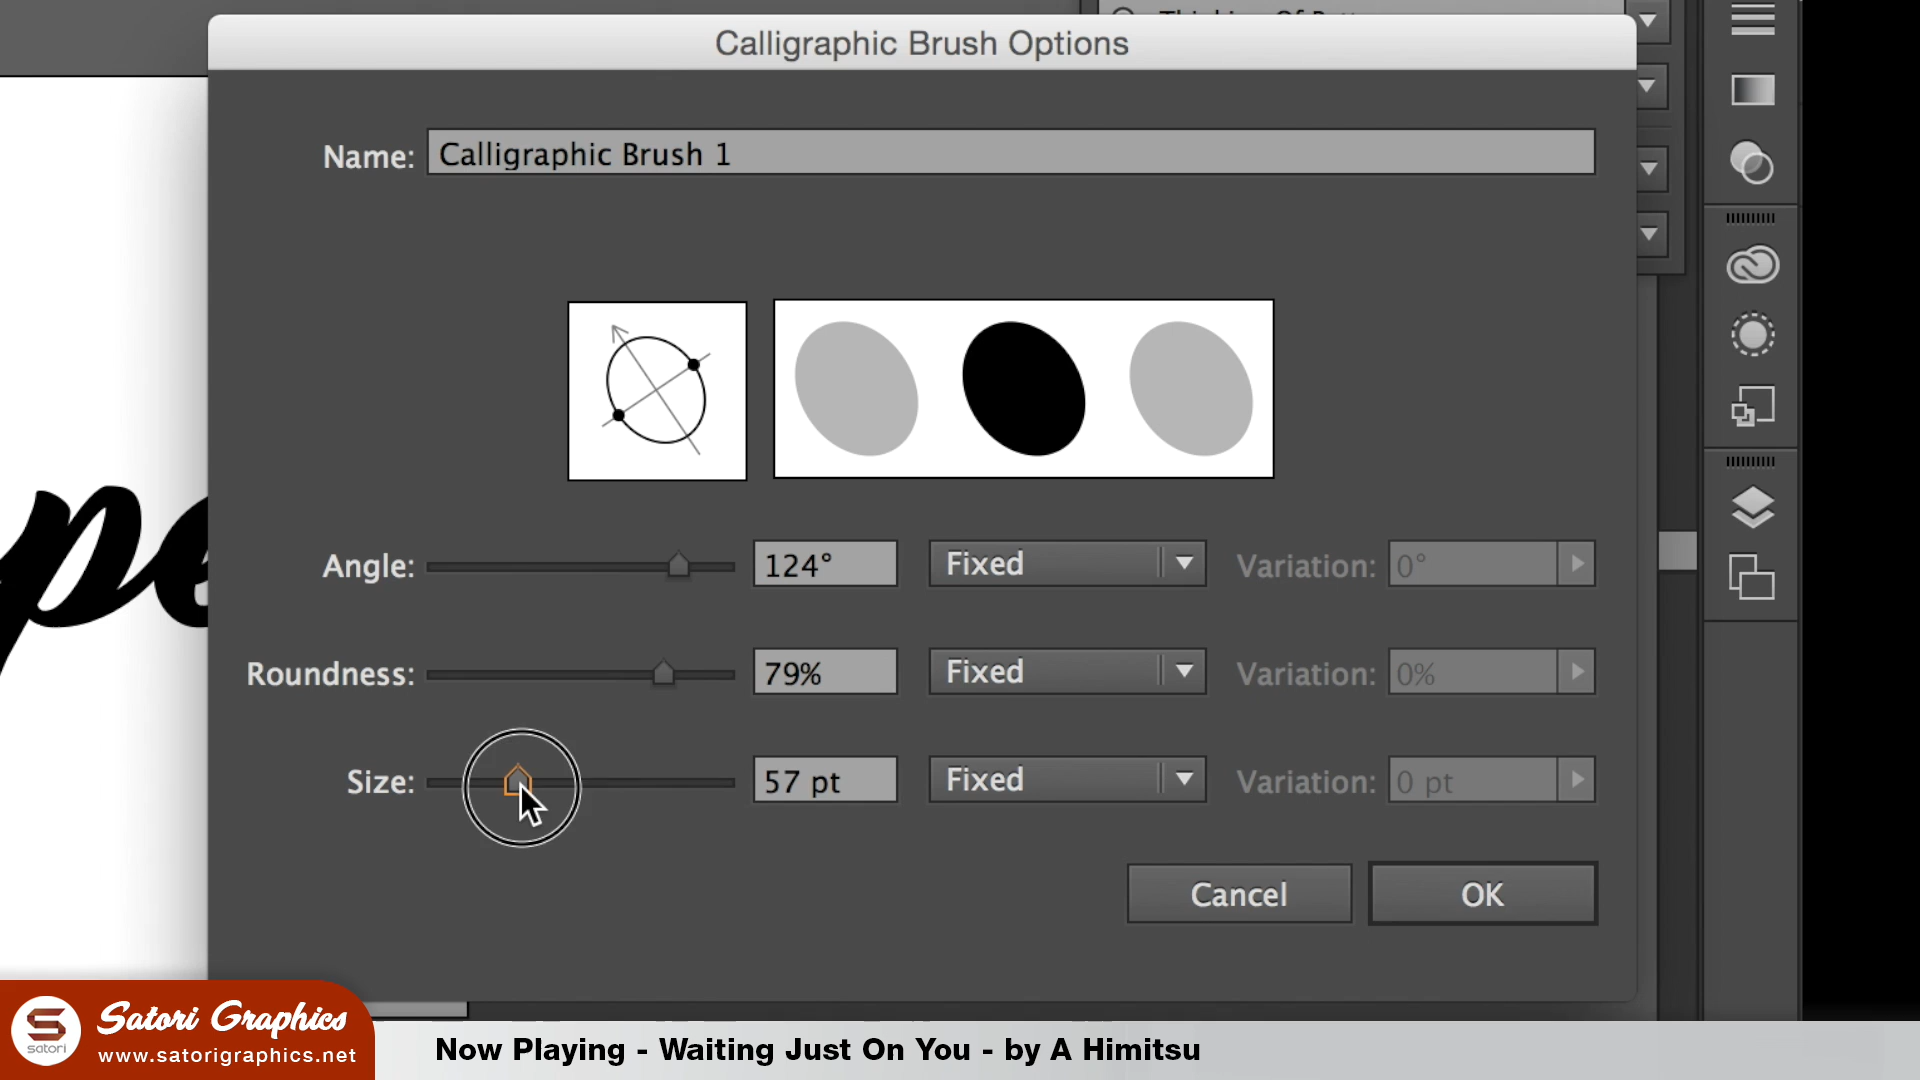 Calligraphic Brush Options
Name: Calligraphic Brush 1
Angle: 124° Fixed Variation: 0°
Roundness: 79% Fixed Variation: 0%
Size: 57 pt Fixed Variation: 0 pt
Cancel OK
pe
Satori Graphics
satori
www.satorigraphics.net
Now Playing - Waiting Just On You - by A Himitsu